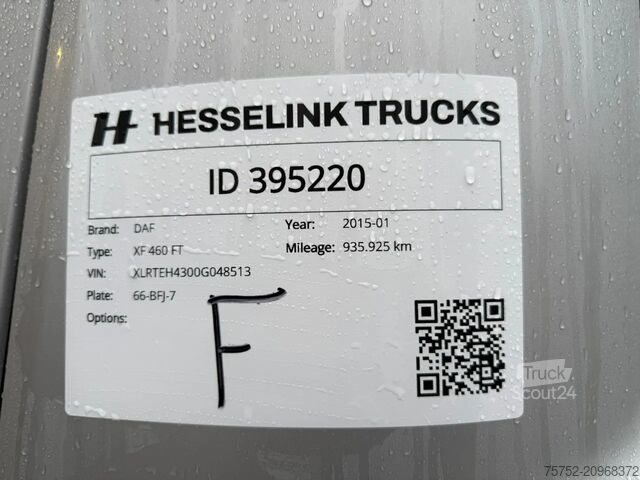 HESSELINK TRUCKS
ID 395220
Brand: DAF
Year: 2015-01
Type: XF 460 FT
Mileage: 935.925 km
VIN: XLRTEH4300G048513
Plate: 66-BFJ-7
Options:
F
Truck
Scout24
75752-20968372